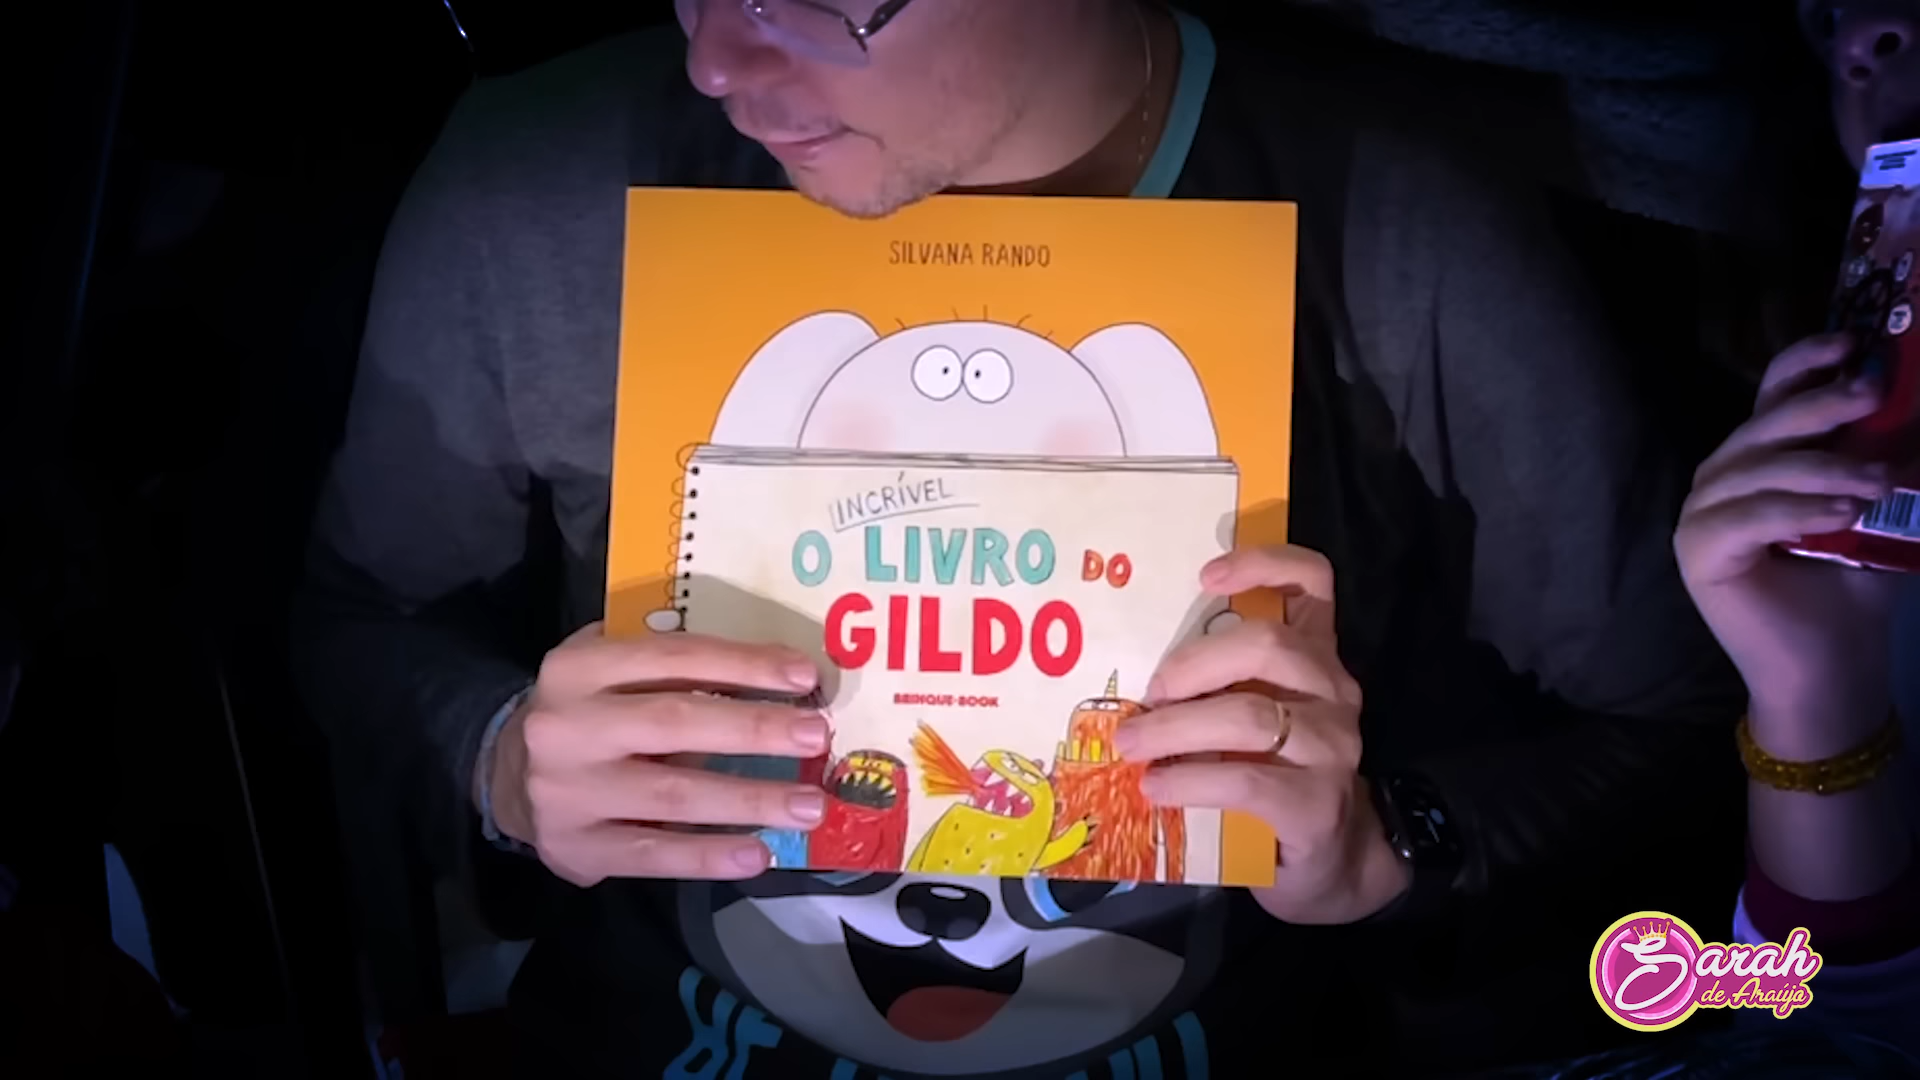 SILVANA RANDO
INCRÍVEL
O LIVRO DO
GILDO
BRINQUE-BOOK
Sarah
de Araújo